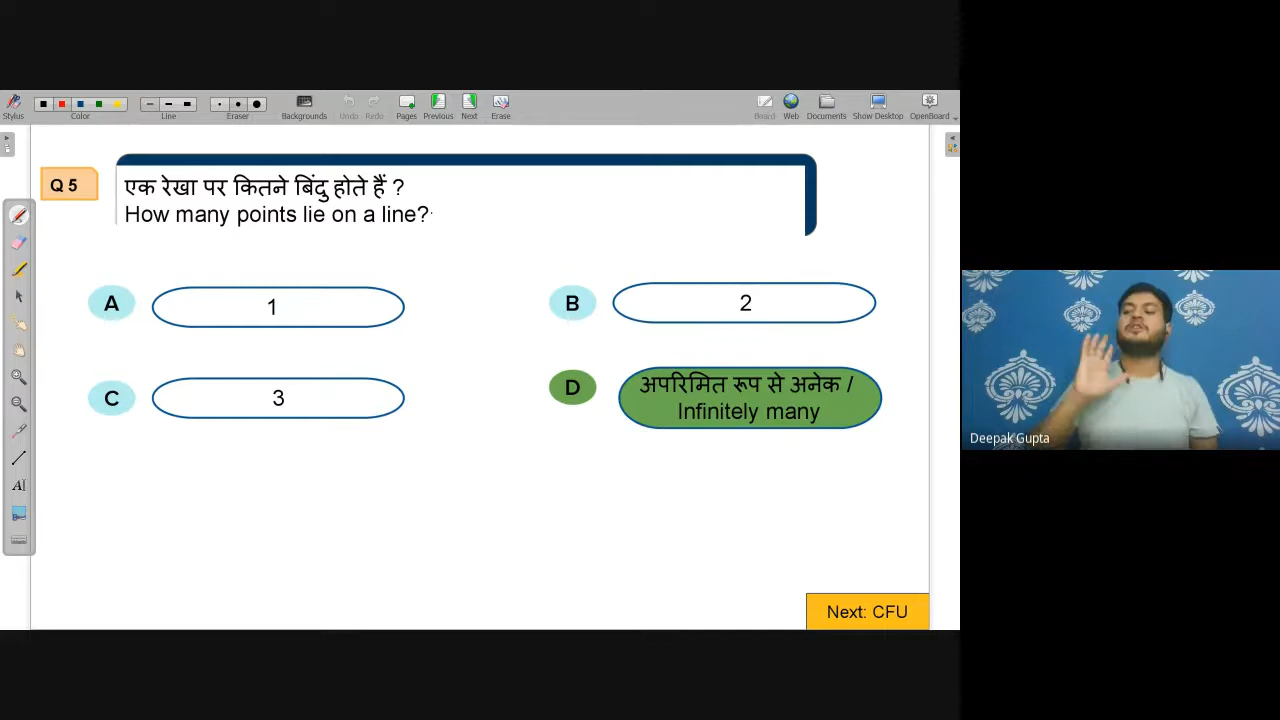 Stylus
Color
Line
Eraser
Backgrounds
Undo
Redo
Pages
Previous
Next
Erase
Board
Web
Documents
Show Desktop
OpenBoard
Q 5
एक रेखा पर कितने बिंदु होते हैं ?
How many points lie on a line?
A
1
B
2
C
3
D
अपरिमित रूप से अनेक /
Infinitely many
Next: CFU
Deepak Gupta